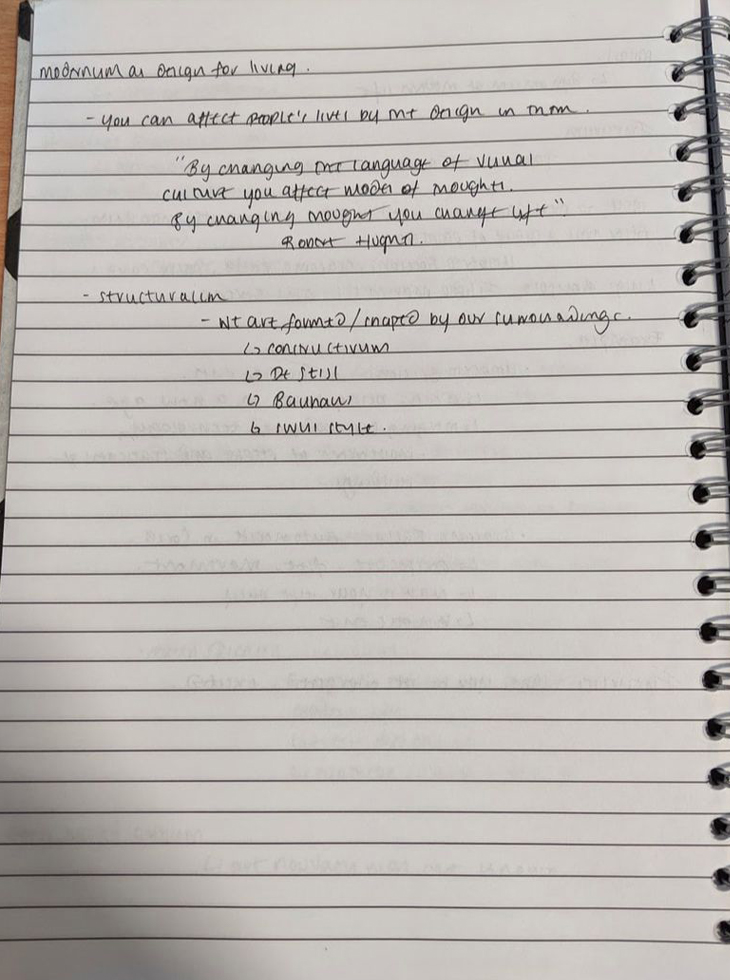 modernism as design for living.
- you can affect people's lives by the design in them.
"By changing the language of visual
culture you affect modes of thought.
By changing thought you change life"
Robert Hughes.
- structuralism
- we are formed/shaped by our surroundings.
↳ constructivism
↳ De Stijl
↳ Bauhaus
↳ swiss style.